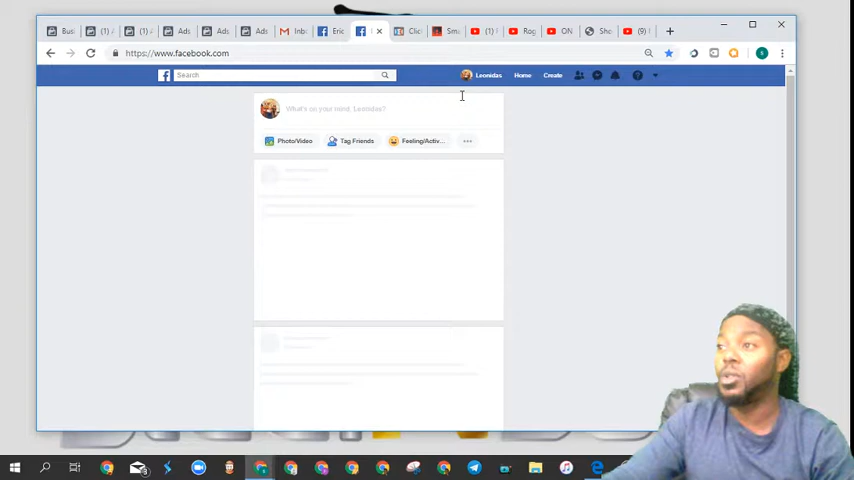 Busi
(1) A
(1) A
Ads
Ads
Ads
Inb
Eric
Clic
Sm
(1)
Rog
ON
Sho
(9)
https://www.facebook.com
Search
Leonidas
Home
Create
What's on your mind, Leonidas?
Photo/Video
Tag Friends
Feeling/Activ...